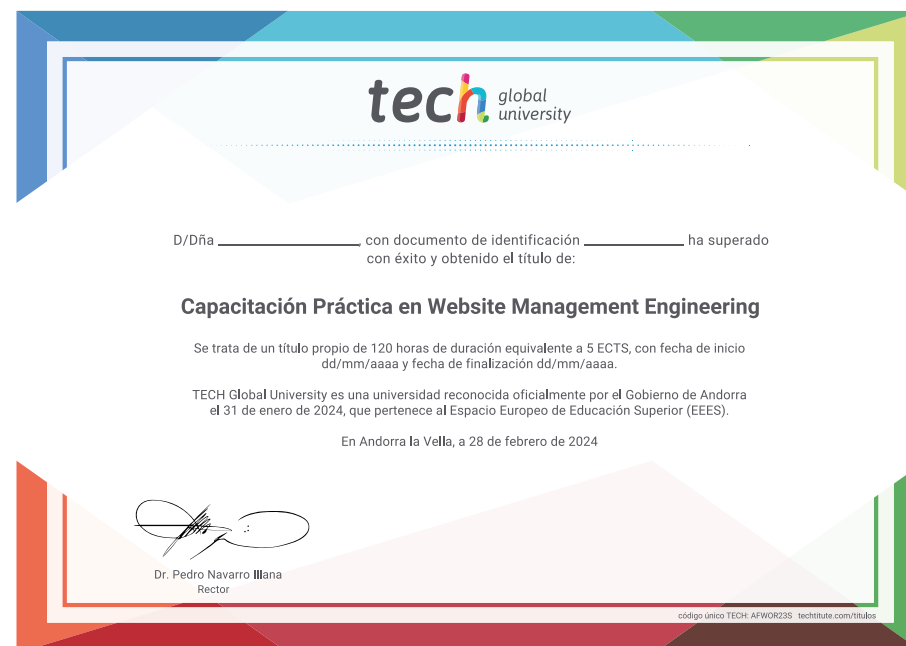 tech global
university
D/Dña ____________________, con documento de identificación ______________ ha superado
con éxito y obtenido el título de:
Capacitación Práctica en Website Management Engineering
Se trata de un título propio de 120 horas de duración equivalente a 5 ECTS, con fecha de inicio
dd/mm/aaaa y fecha de finalización dd/mm/aaaa.
TECH Global University es una universidad reconocida oficialmente por el Gobierno de Andorra
el 31 de enero de 2024, que pertenece al Espacio Europeo de Educación Superior (EEES).
En Andorra la Vella, a 28 de febrero de 2024
Dr. Pedro Navarro Illana
Rector
código único TECH: AFWOR23S techtitute.com/titulos